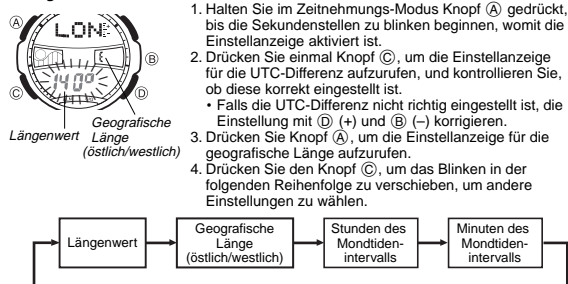 LON
140°
A
B
C
D
Längenwert
Geografische
Länge
(östlich/westlich)
1. Halten Sie im Zeitnehmungs-Modus Knopf Ⓐ gedrückt,
bis die Sekundenstellen zu blinken beginnen, womit die
Einstellanzeige aktiviert ist.
2. Drücken Sie einmal Knopf Ⓒ, um die Einstellanzeige
für die UTC-Differenz aufzurufen, und kontrollieren Sie,
ob diese korrekt eingestellt ist.
• Falls die UTC-Differenz nicht richtig eingestellt ist, die
Einstellung mit Ⓓ (+) und Ⓑ (–) korrigieren.
3. Drücken Sie Knopf Ⓐ, um die Einstellanzeige für die
geografische Länge aufzurufen.
4. Drücken Sie den Knopf Ⓒ, um das Blinken in der
folgenden Reihenfolge zu verschieben, um andere
Einstellungen zu wählen.
Längenwert
Geografische
Länge
(östlich/westlich)
Stunden des
Mondtiden-
intervalls
Minuten des
Mondtiden-
intervalls